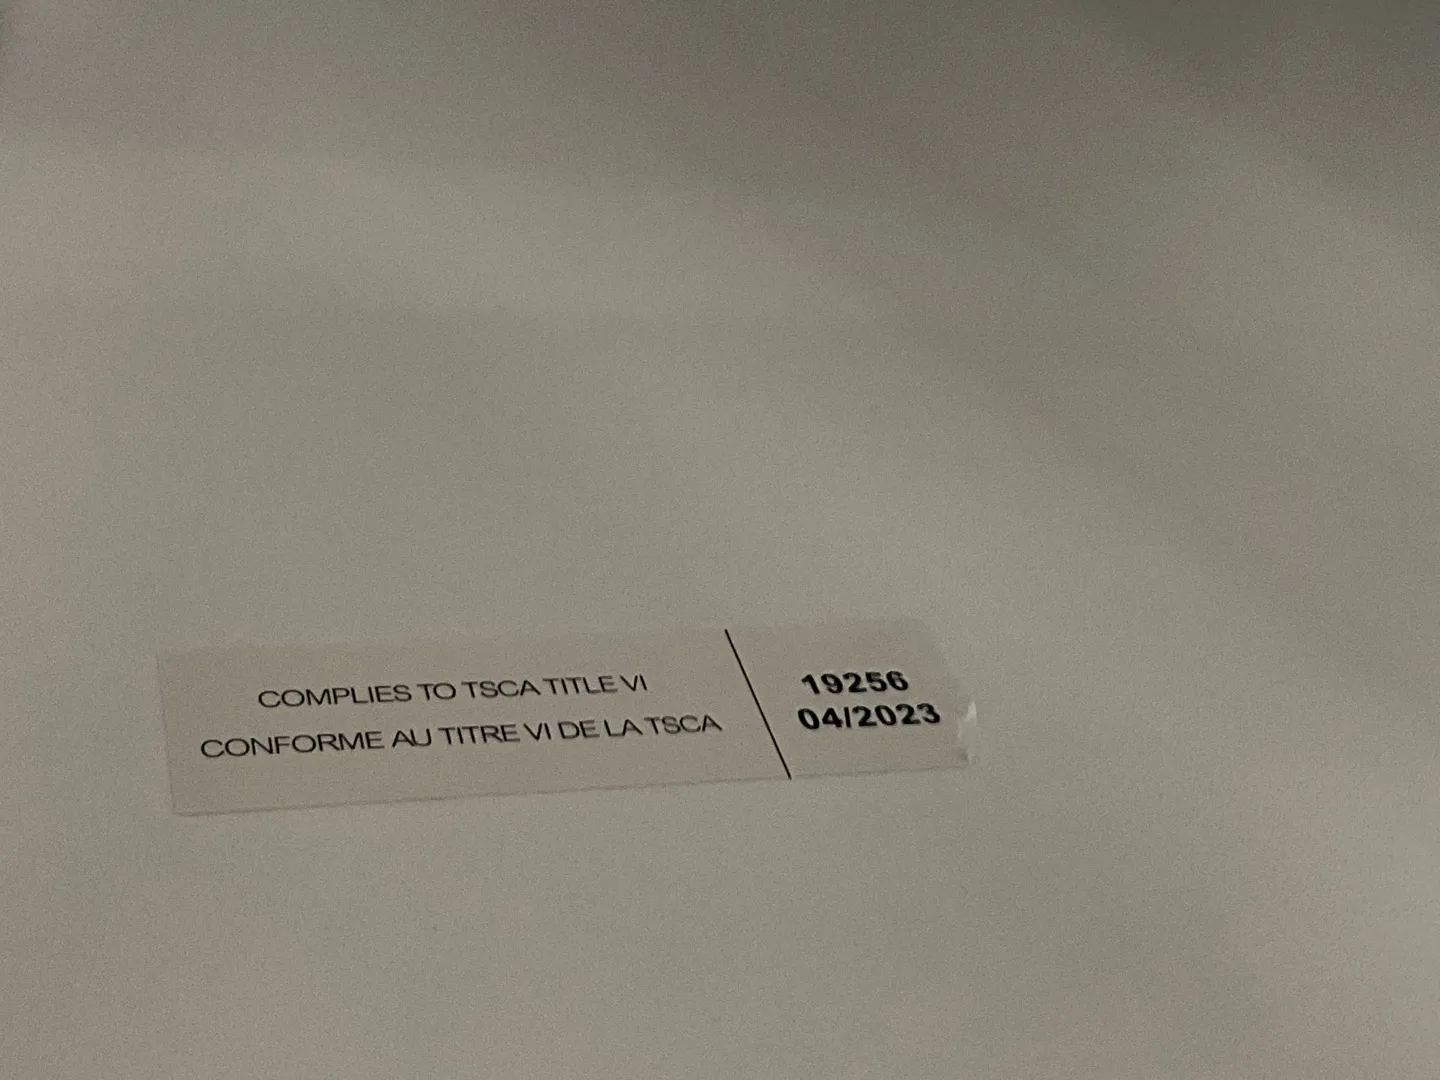 COMPLIES TO TSCA TITLE VI
CONFORME AU TITRE VI DE LA TSCA
19256
04/2023